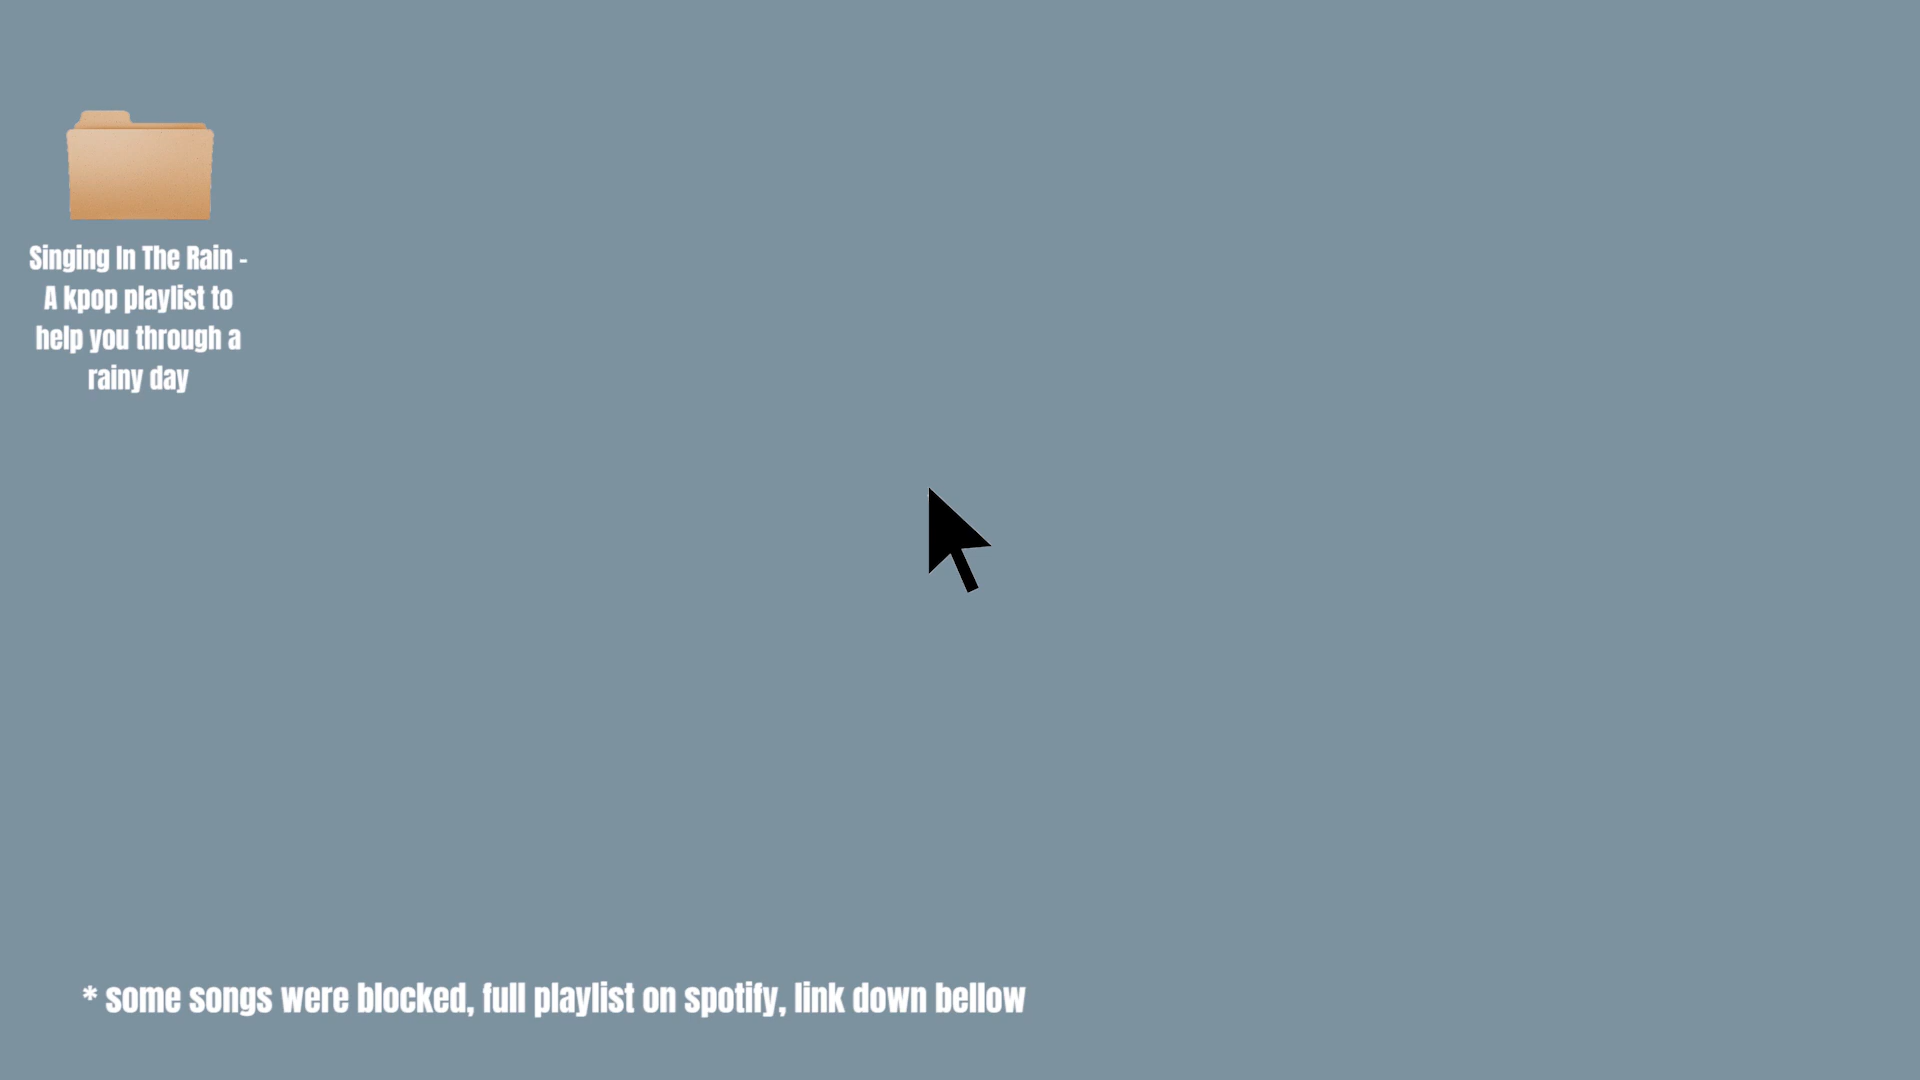 Singing In The Rain -
A kpop playlist to
help you through a
rainy day
* some songs were blocked, full playlist on spotify, link down bellow